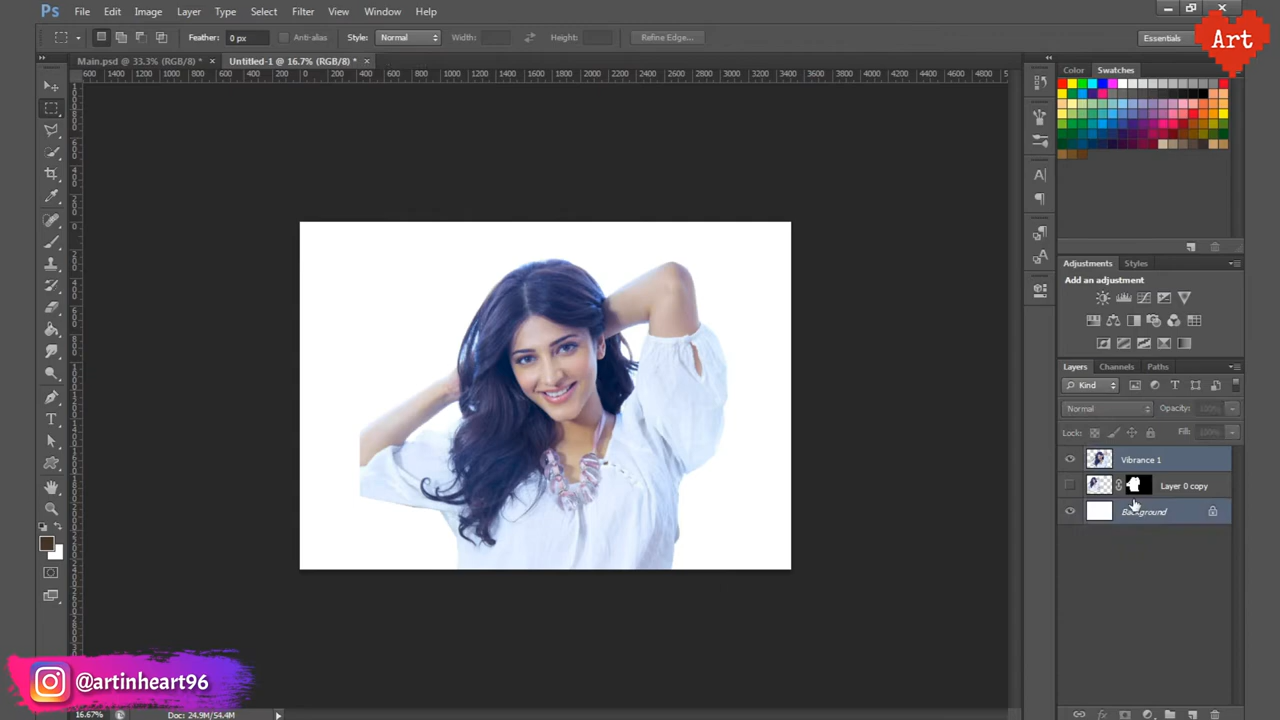 Ps File Edit Image Layer Type Select Filter View Window Help
Art
Feather: 0 px Anti-alias Style: Normal Width: Height: Refine Edge... Essentials
Main.psd @ 33.3% (RGB/8) * × Untitled-1 @ 16.7% (RGB/8) * ×
Color Swatches
Adjustments Styles
Add an adjustment
Layers Channels Paths
Kind
Normal Opacity: 100%
Lock: Fill: 100%
Vibrance 1
Layer 0 copy
Background
@artinheart96
16.67% Doc: 24.9M/54.4M